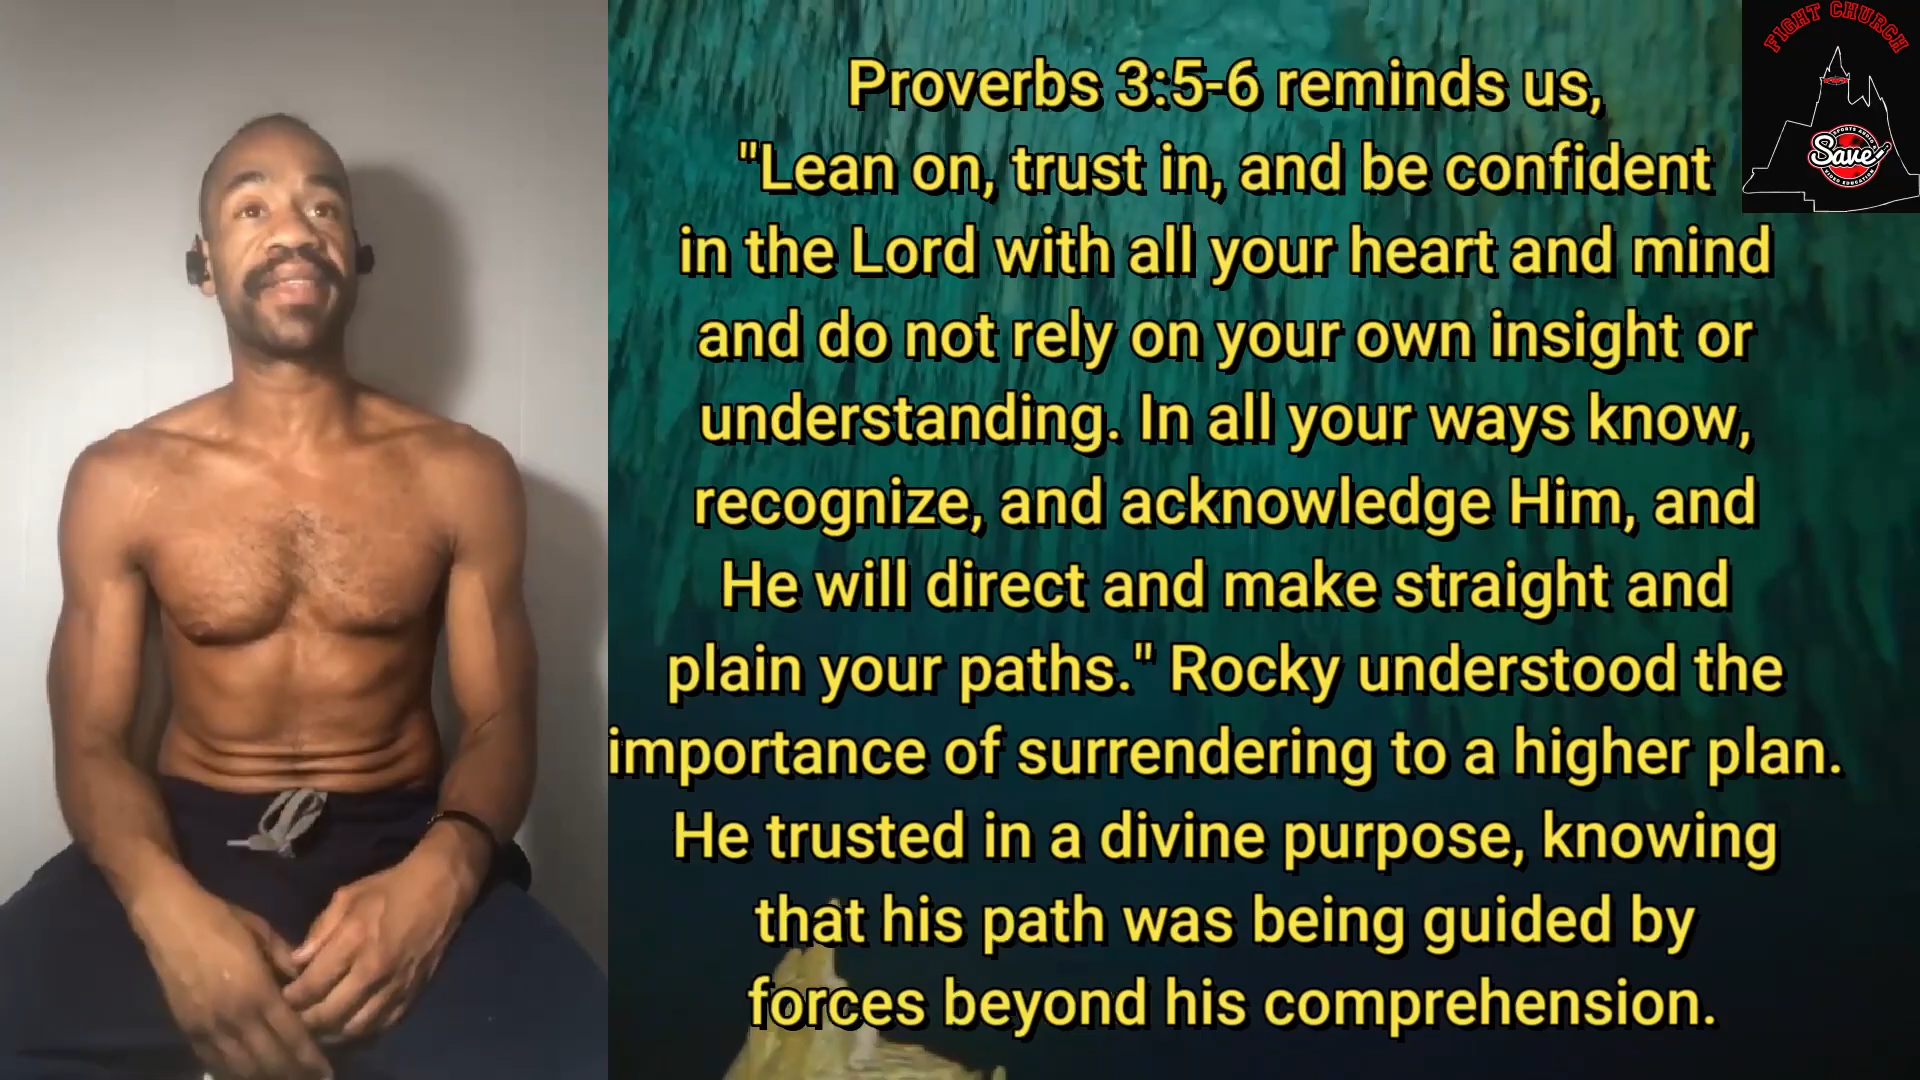 FIGHT CHURCH
SPORTS AUDIO
Save
VIDEO EDUCATION
Proverbs 3:5-6 reminds us,
"Lean on, trust in, and be confident
in the Lord with all your heart and mind
and do not rely on your own insight or
understanding. In all your ways know,
recognize, and acknowledge Him, and
He will direct and make straight and
plain your paths." Rocky understood the
importance of surrendering to a higher plan.
He trusted in a divine purpose, knowing
that his path was being guided by
forces beyond his comprehension.